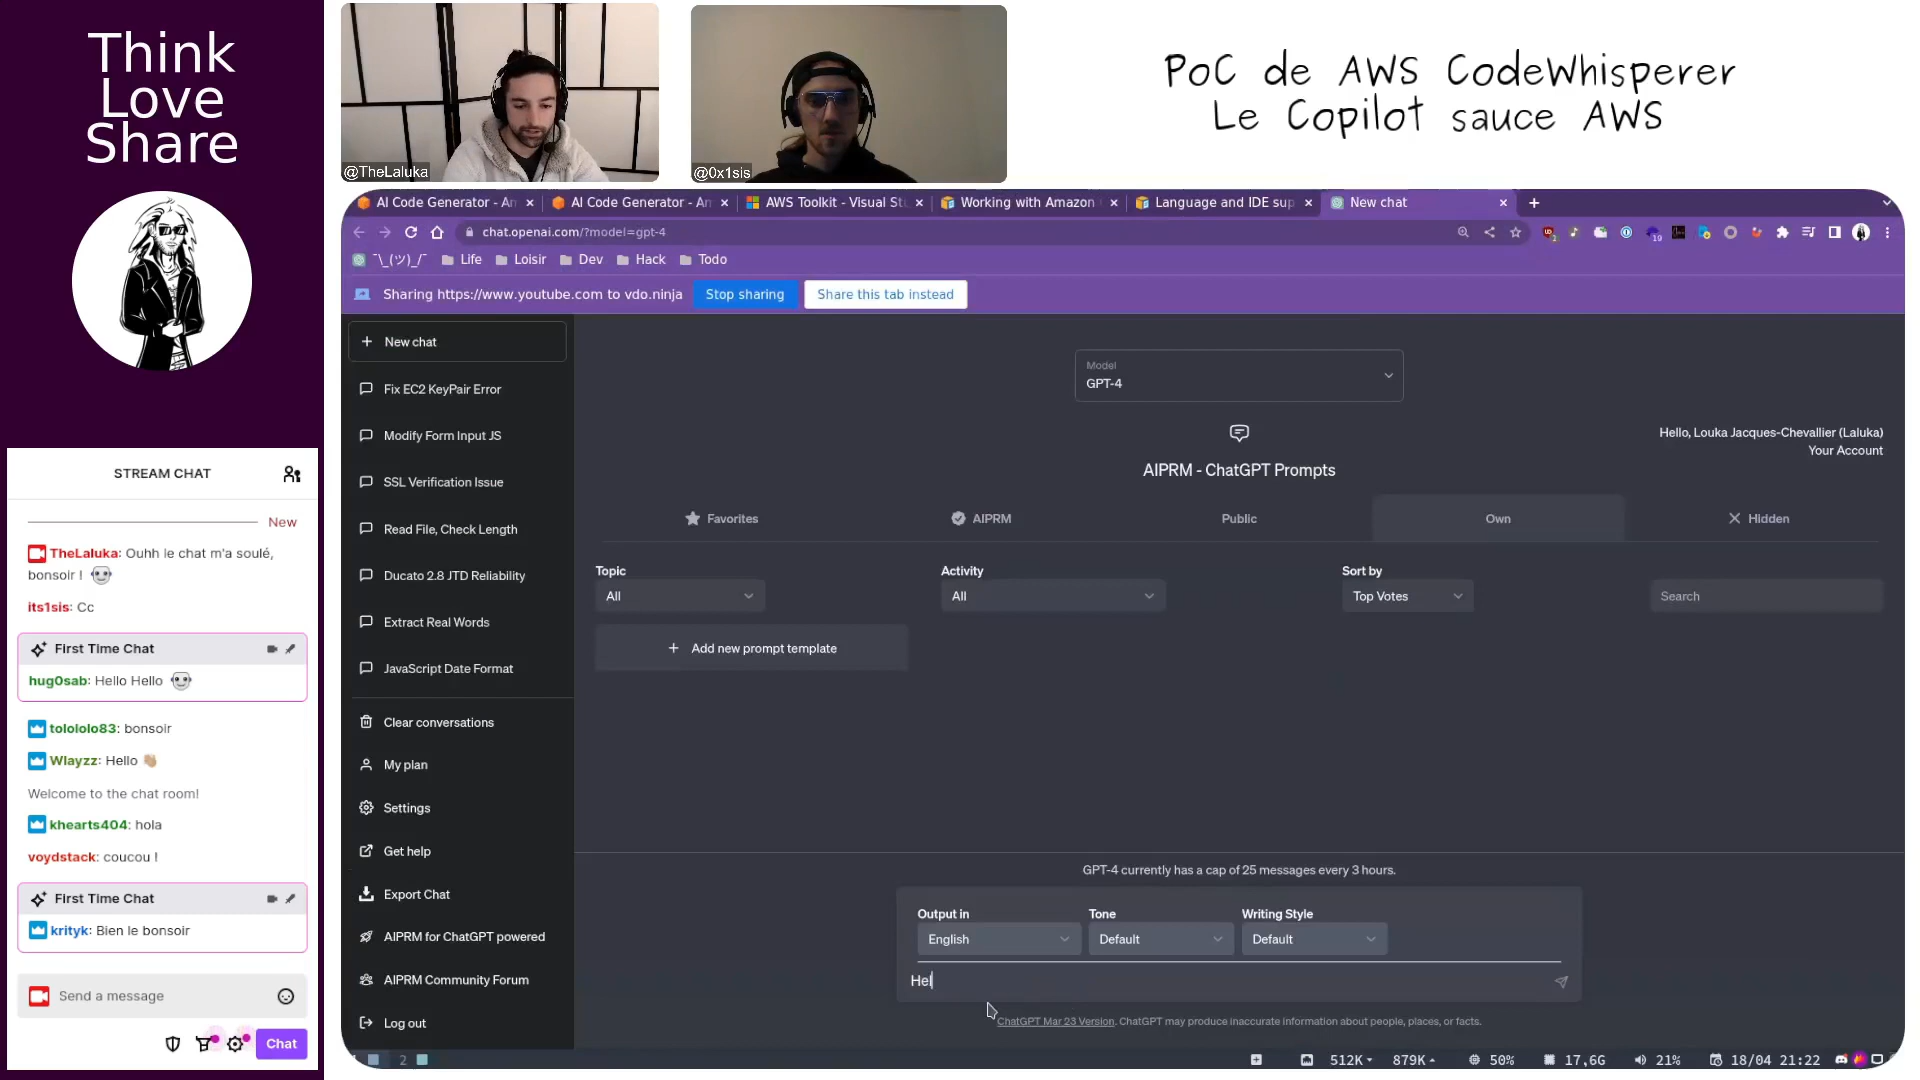 Think
Love
Share
@TheLaluka
@0x1sis
PoC de AWS CodeWhisperer
Le Copilot sauce AWS
AI Code Generator - An
AI Code Generator - An
AWS Toolkit - Visual St
Working with Amazon
Language and IDE sup
New chat
chat.openai.com/?model=gpt-4
¯\_(ツ)_/¯
Life
Loisir
Dev
Hack
Todo
Sharing https://www.youtube.com to vdo.ninja
Stop sharing
Share this tab instead
New chat
Fix EC2 KeyPair Error
Modify Form Input JS
SSL Verification Issue
Read File, Check Length
Ducato 2.8 JTD Reliability
Extract Real Words
JavaScript Date Format
Clear conversations
My plan
Settings
Get help
Export Chat
AIPRM for ChatGPT powered
AIPRM Community Forum
Log out
Model
GPT-4
Hello, Louka Jacques-Chevallier (Laluka)
Your Account
AIPRM - ChatGPT Prompts
Favorites
AIPRM
Public
Own
Hidden
Topic
All
Activity
All
Sort by
Top Votes
Search
+ Add new prompt template
GPT-4 currently has a cap of 25 messages every 3 hours.
Output in
English
Tone
Default
Writing Style
Default
Hel
ChatGPT Mar 23 Version. ChatGPT may produce inaccurate information about people, places, or facts.
2
512K
879K
50%
17,6G
21%
18/04 21:22
STREAM CHAT
New
TheLaluka: Ouhh le chat m'a soulé,
bonsoir !
its1sis: Cc
First Time Chat
hug0sab: Hello Hello
tolololo83: bonsoir
Wlayzz: Hello
Welcome to the chat room!
khearts404: hola
voydstack: coucou !
First Time Chat
krityk: Bien le bonsoir
Send a message
Chat